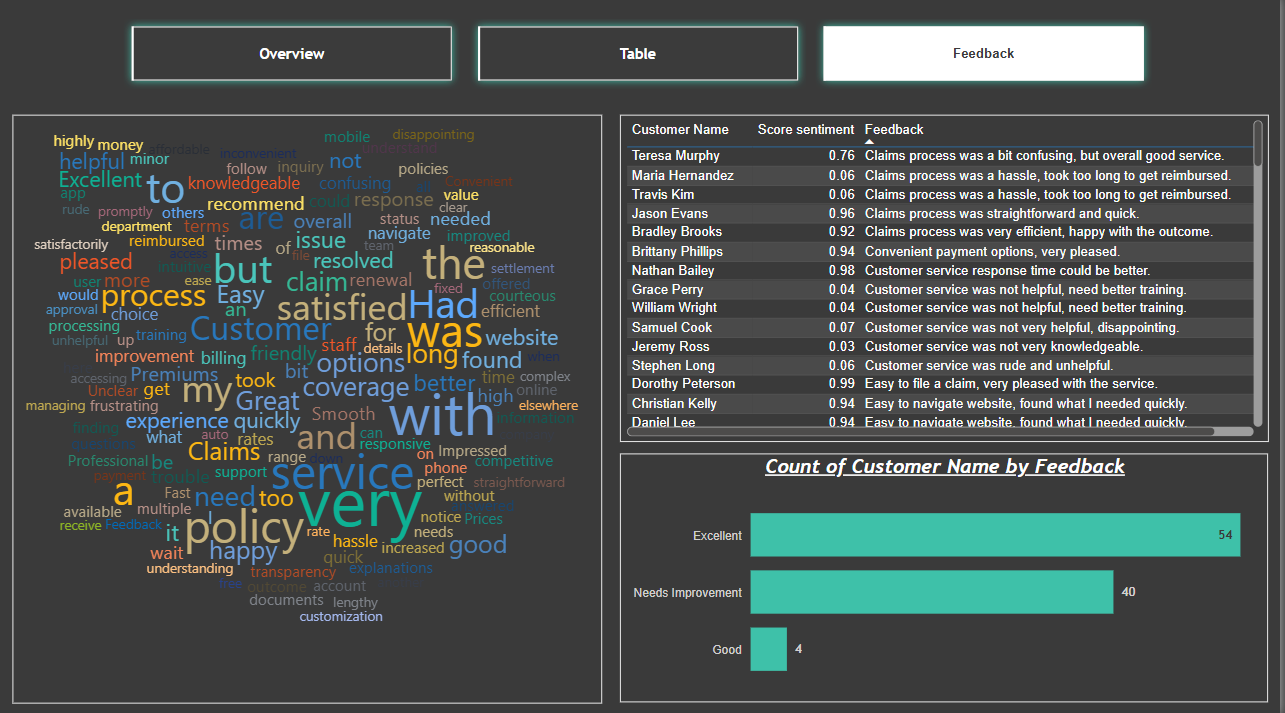 Overview
Table
Feedback
highly money affordable
mobile
disappointing
understand
helpful minor
inconvenient
not
Excellent to knowledgeable
follow inquiry
policies
confusing
Convenient
app
recommend could response value
rude promptly others are overall
clear
department terms
status needed
satisfactorily reimbursed times of issue
navigate improved
team
reasonable
pleased access but file resolved the settlement
intuitive
user more ease claim renewal
offered
would process Easy satisfied Had fixed courteous
approval choice an efficient
processing up training Customer for was website
unhelpful
staff details
improvement billing friendly long found when
bit options
accessing Premiums took coverage better time complex
Unclear get my Great high online
managing frustrating
elsewhere
experience quickly Smooth with information
finding
what auto rates and can
responsive
Claims range down on Impressed
Professional be
competitive
payment trouble support service phone
perfect straightforward
a Fast need too very without
available multiple
receive Feedback I it policy rate notice Prices
needs
wait happy hassle increased good
quick
understanding transparency explanations
free outcome account
documents lengthy
customization
Customer Name Score sentiment Feedback
Teresa Murphy 0.76 Claims process was a bit confusing, but overall good service.
Maria Hernandez 0.06 Claims process was a hassle, took too long to get reimbursed.
Travis Kim 0.06 Claims process was a hassle, took too long to get reimbursed.
Jason Evans 0.96 Claims process was straightforward and quick.
Bradley Brooks 0.92 Claims process was very efficient, happy with the outcome.
Brittany Phillips 0.94 Convenient payment options, very pleased.
Nathan Bailey 0.98 Customer service response time could be better.
Grace Perry 0.04 Customer service was not helpful, need better training.
William Wright 0.04 Customer service was not helpful, need better training.
Samuel Cook 0.07 Customer service was not very helpful, disappointing.
Jeremy Ross 0.03 Customer service was not very knowledgeable.
Stephen Long 0.06 Customer service was rude and unhelpful.
Dorothy Peterson 0.99 Easy to file a claim, very pleased with the service.
Christian Kelly 0.94 Easy to navigate website, found what I needed quickly.
Daniel Lee 0.94 Easy to navigate website, found what I needed quickly.
Count of Customer Name by Feedback
Excellent 54
Needs Improvement 40
Good 4